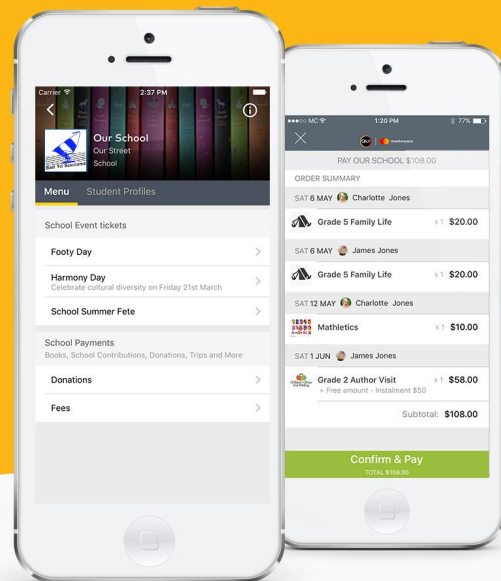 Carrier 2:37 PM
Our School
Our Street
School
Sail To Success
Menu Student Profiles
School Event tickets
Footy Day
Harmony Day
Celebrate cultural diversity on Friday 21st March
School Summer Fete
School Payments
Books, School Contributions, Donations, Trips and More
Donations
Fees
MC 1:20 PM 77%
Qkr! masterpass
PAY OUR SCHOOL $108.00
ORDER SUMMARY
SAT 6 MAY Charlotte Jones
Grade 5 Family Life x 1 $20.00
SAT 6 MAY James Jones
Grade 5 Family Life x 1 $20.00
SAT 12 MAY Charlotte Jones
Mathletics x 1 $10.00
SAT 1 JUN James Jones
Grade 2 Author Visit x 1 $58.00
+ Free amount - Instalment $50
Subtotal: $108.00
Confirm & Pay
TOTAL $108.00